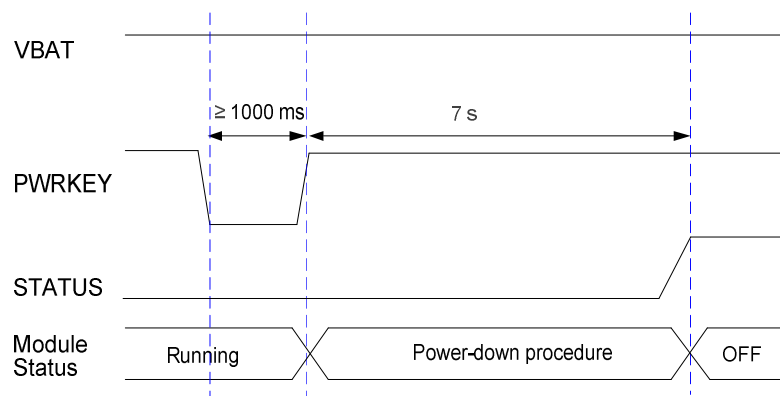 VBAT
≥ 1000 ms
7 s
PWRKEY
STATUS
Module
Status
Running
Power-down procedure
OFF